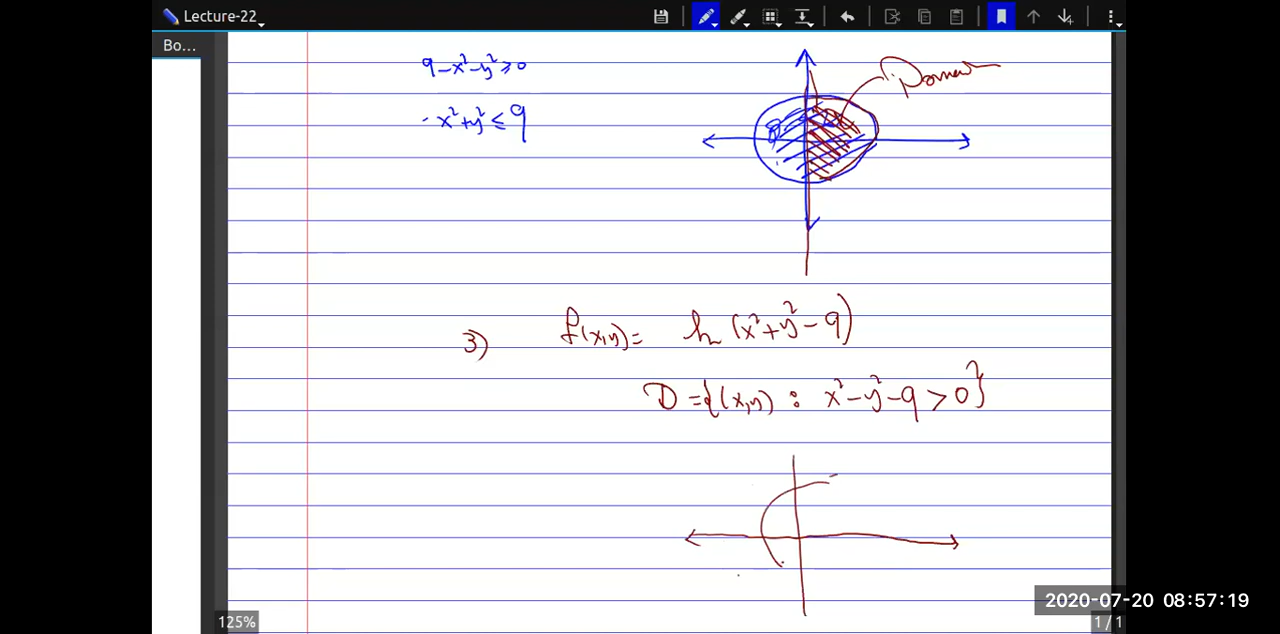 Lecture-22
Bo...
9-x²-y²≥0
x²+y²≤9
Domain
3) f(x,y)= ln (x²+y²-9)
D={(x,y) : x²-y²-9>0}
2020-07-20 08:57:19
125%
1/1